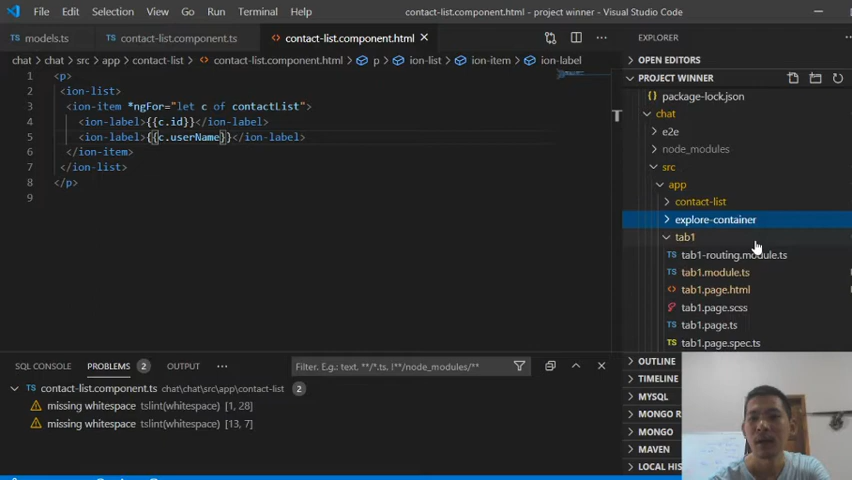 File Edit Selection View Go Run Terminal Help contact-list.component.html - project winner - Visual Studio Code
models.ts contact-list.component.ts contact-list.component.html
chat > chat > src > app > contact-list > contact-list.component.html > p > ion-list > ion-item > ion-label
1 <p>
2 <ion-list>
3 <ion-item *ngFor="let c of contactList">
4 <ion-label>{{c.id}}</ion-label>
5 <ion-label>{{c.userName}}</ion-label>
6 </ion-item>
7 </ion-list>
8 </p>
9
EXPLORER
OPEN EDITORS
PROJECT WINNER
package-lock.json
chat
e2e
node_modules
src
app
contact-list
explore-container
tab1
tab1-routing.module.ts
tab1.module.ts
tab1.page.html
tab1.page.scss
tab1.page.ts
tab1.page.spec.ts
OUTLINE
TIMELINE
MYSQL
MONGO R
MONGO
MAVEN
LOCAL HIS
SQL CONSOLE PROBLEMS 2 OUTPUT ... Filter. E.g.: text, **/*.ts, !**/node_modules/**
contact-list.component.ts chat\chat\src\app\contact-list 2
missing whitespace tslint(whitespace) [1, 28]
missing whitespace tslint(whitespace) [13, 7]